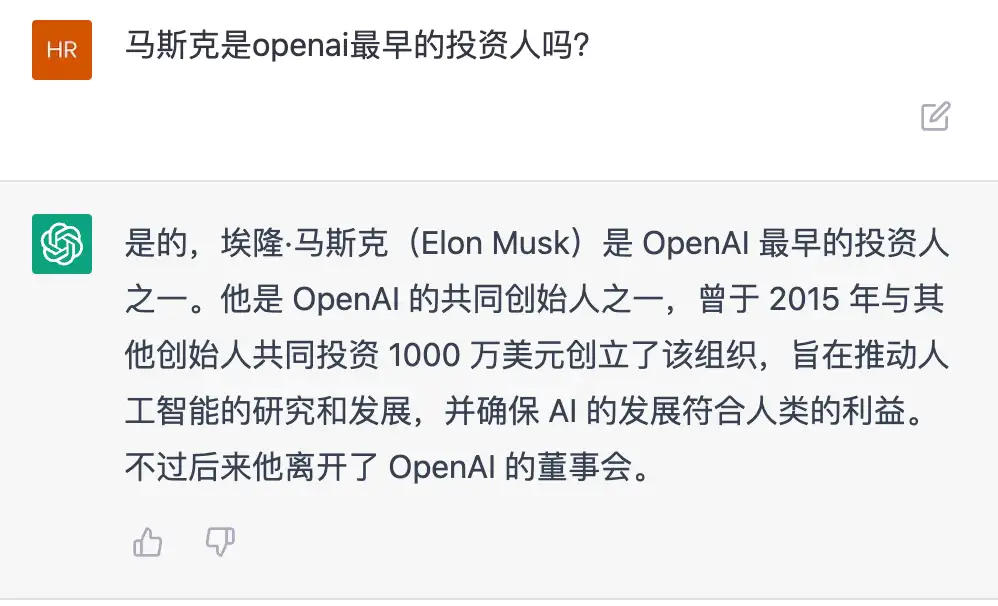 HR
马斯克是openai最早的投资人吗?
是的，埃隆·马斯克（Elon Musk）是 OpenAI 最早的投资人
之一。他是 OpenAI 的共同创始人之一，曾于 2015 年与其
他创始人共同投资 1000 万美元创立了该组织，旨在推动人
工智能的研究和发展，并确保 AI 的发展符合人类的利益。
不过后来他离开了 OpenAI 的董事会。